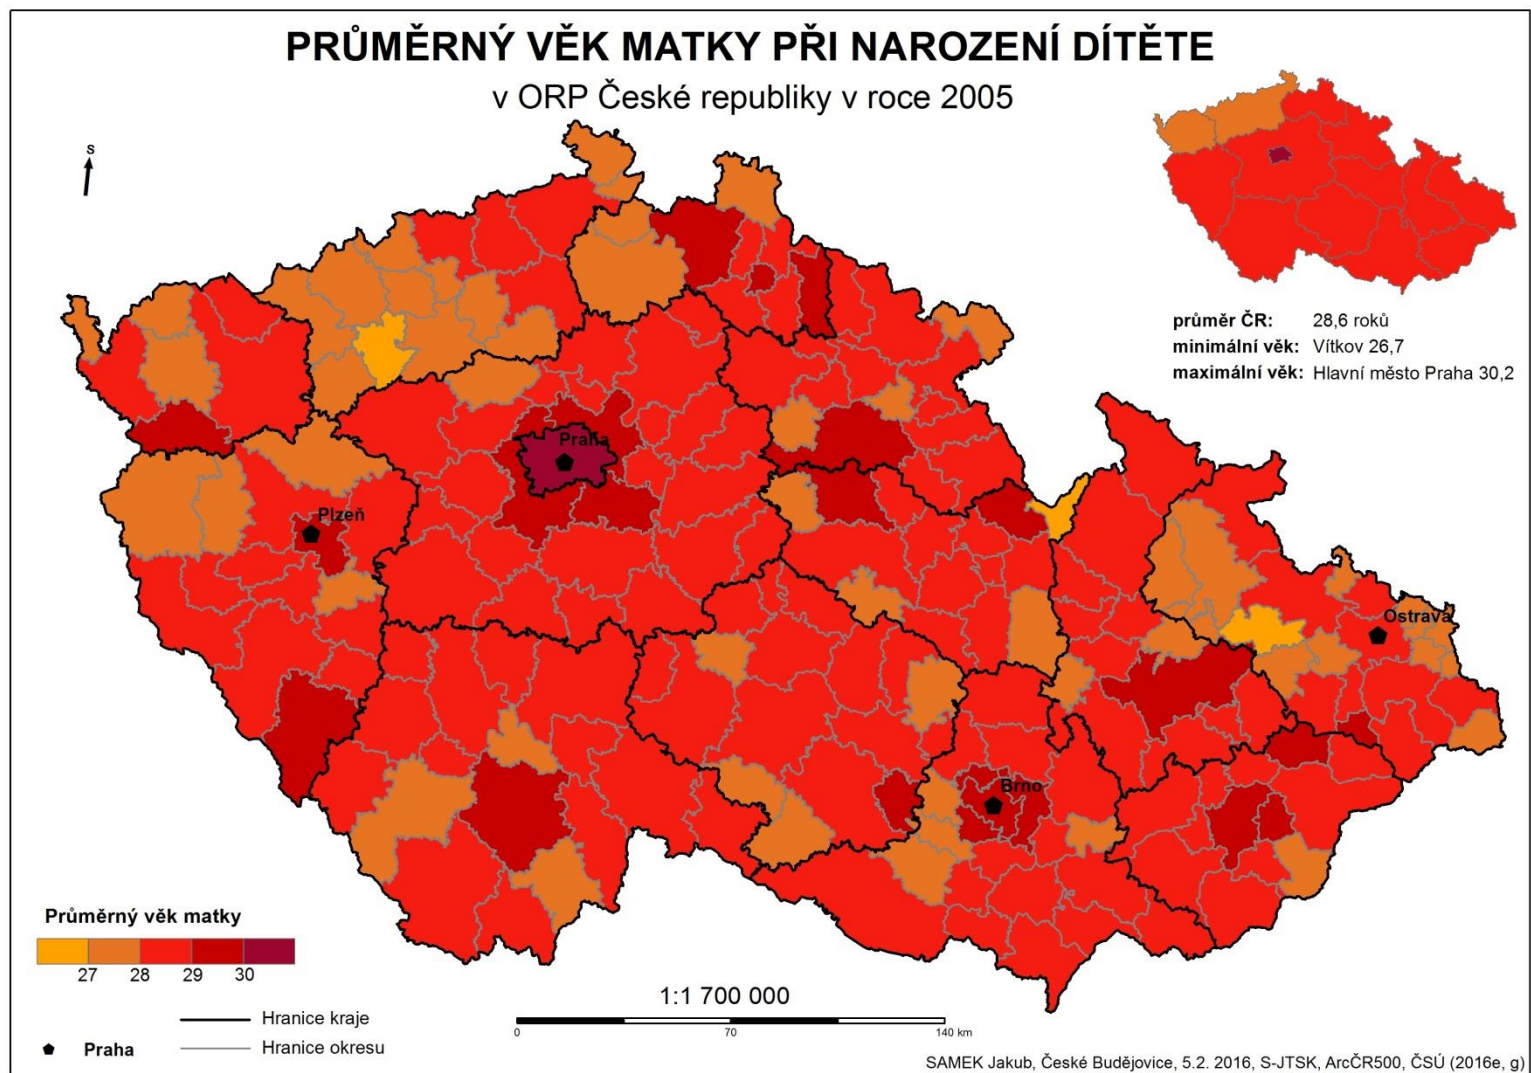 PRŮMĚRNÝ VĚK MATKY PŘI NAROZENÍ DÍTĚTE
v ORP České republiky v roce 2005
S
průměr ČR: 28,6 roků
minimální věk: Vítkov 26,7
maximální věk: Hlavní město Praha 30,2
Praha
Plzeň
Ostrava
Brno
Průměrný věk matky
27 28 29 30
1:1 700 000
0 70 140 km
Hranice kraje
Praha
Hranice okresu
SAMEK Jakub, České Budějovice, 5.2. 2016, S-JTSK, ArcČR500, ČSÚ (2016e, g)